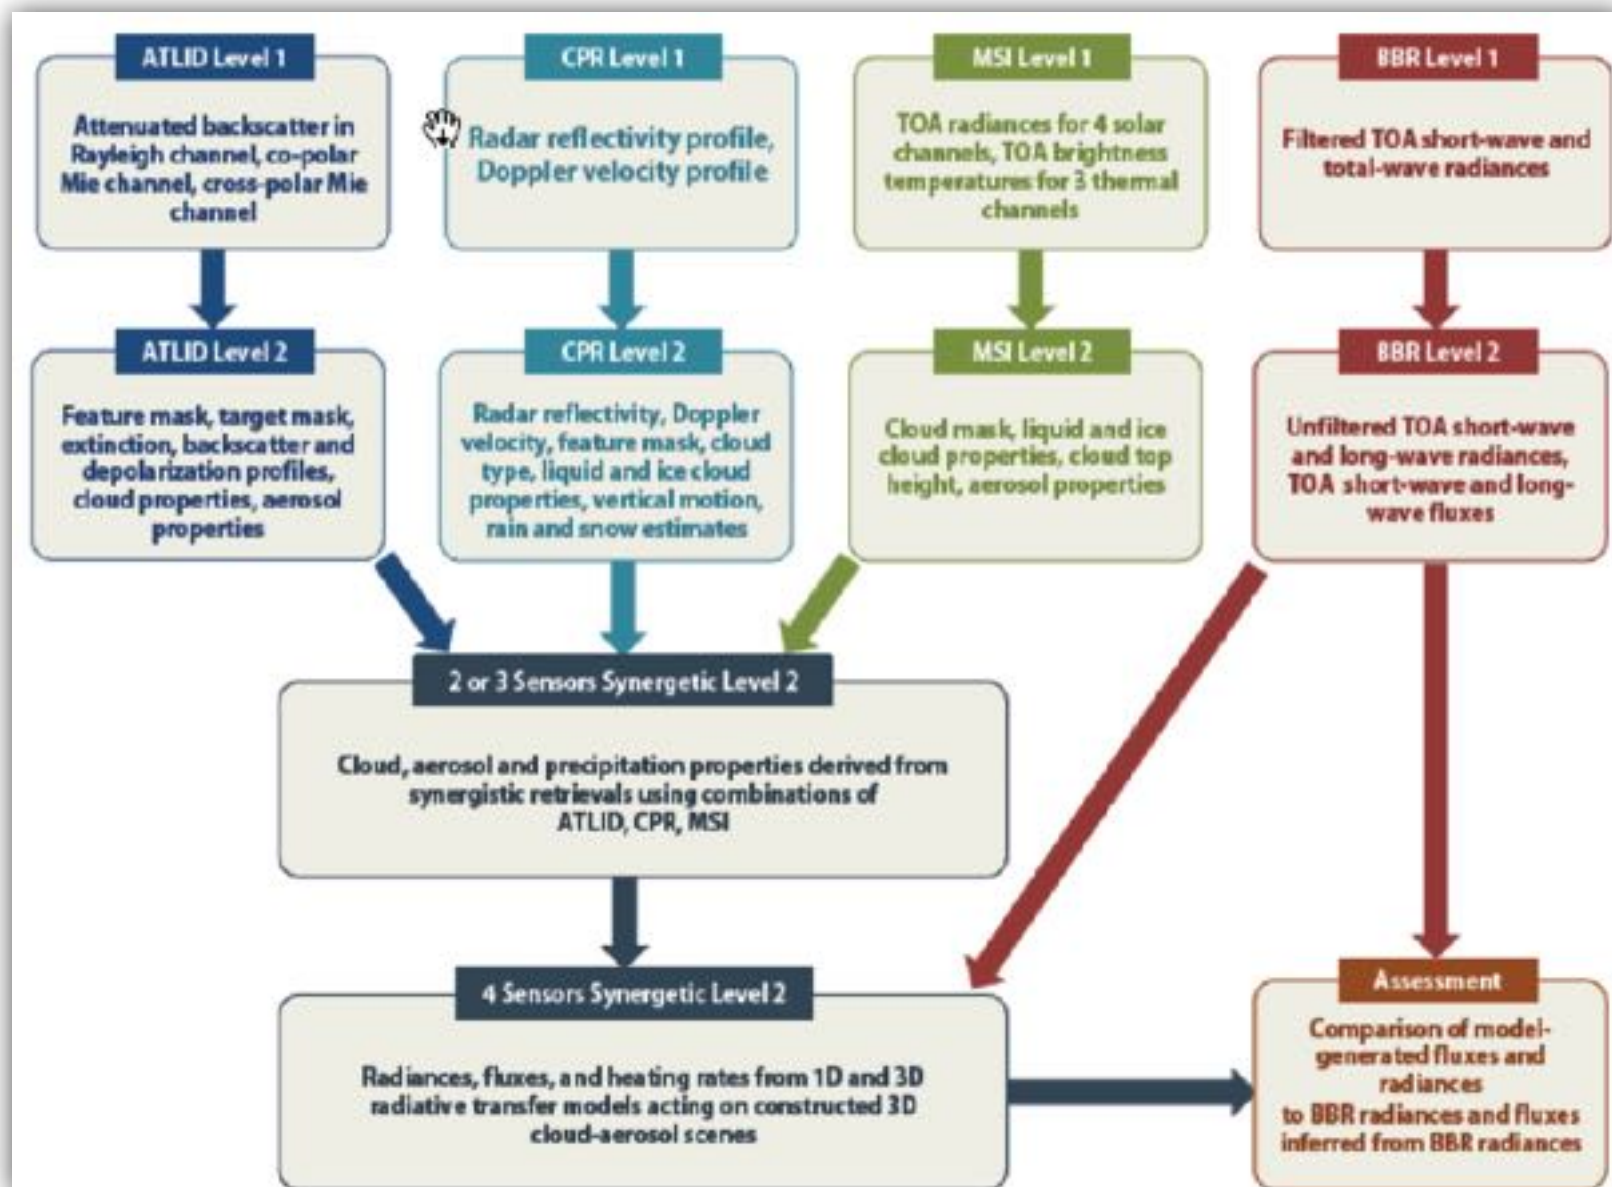 ATLID Level 1
Attenuated backscatter in
Rayleigh channel, co-polar
Mie channel, cross-polar Mie
channel
CPR Level 1
Radar reflectivity profile,
Doppler velocity profile
MSI Level 1
TOA radiances for 4 solar
channels, TOA brightness
temperatures for 3 thermal
channels
BBR Level 1
Filtered TOA short-wave and
total-wave radiances
ATLID Level 2
Feature mask, target mask,
extinction, backscatter and
depolarization profiles,
cloud properties, aerosol
properties
CPR Level 2
Radar reflectivity, Doppler
velocity, feature mask, cloud
type, liquid and ice cloud
properties, vertical motion,
rain and snow estimates
MSI Level 2
Cloud mask, liquid and ice
cloud properties, cloud top
height, aerosol properties
BBR Level 2
Unfiltered TOA short-wave
and long-wave radiances,
TOA short-wave and long-
wave fluxes
2 or 3 Sensors Synergetic Level 2
Cloud, aerosol and precipitation properties derived from
synergistic retrievals using combinations of
ATLID, CPR, MSI
4 Sensors Synergetic Level 2
Radiances, fluxes, and heating rates from 1D and 3D
radiative transfer models acting on constructed 3D
cloud-aerosol scenes
Assessment
Comparison of model-
generated fluxes and
radiances
to BBR radiances and fluxes
inferred from BBR radiances